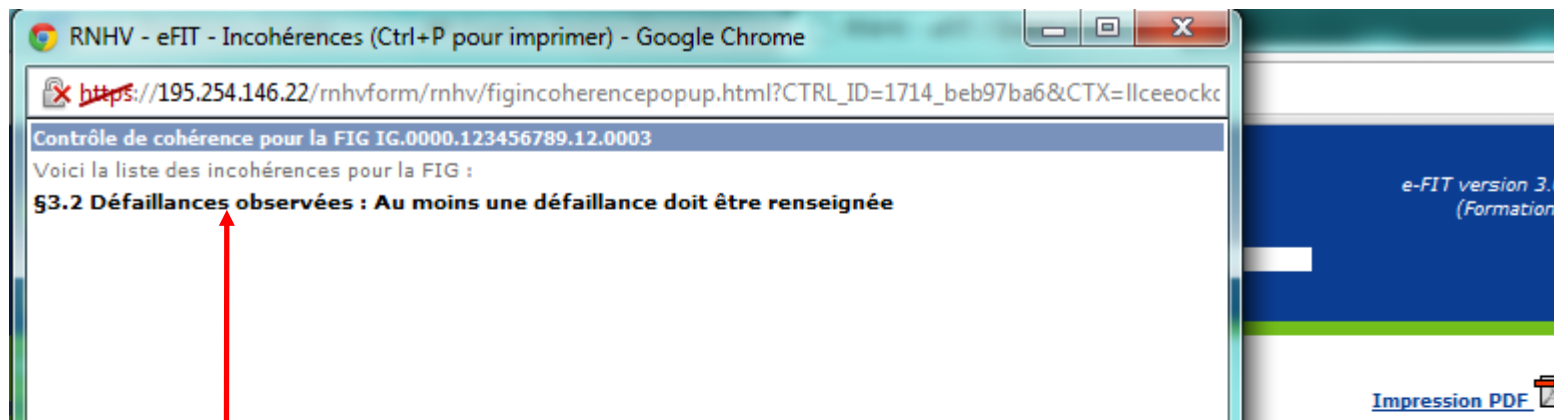 RNHV - eFIT - Incohérences (Ctrl+P pour imprimer) - Google Chrome
https://195.254.146.22/rnhvform/rnhv/figincoherencepopup.html?CTRL_ID=1714_beb97ba6&CTX=
Contrôle de cohérence pour la FIG IG.0000.123456789.12.0003
Voici la liste des incohérences pour la FIG :
§3.2 Défaillances observées : Au moins une défaillance doit être renseignée
e-FIT version 3.
(Formation
Impression PDF